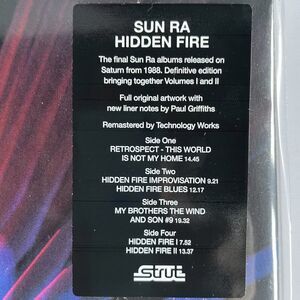 SUN RA
HIDDEN FIRE
The final Sun Ra albums released on
Saturn from 1988. Definitive edition
bringing together Volumes I and II
Full original artwork with
new liner notes by Paul Griffiths
Remastered by Technology Works
Side One
RETROSPECT - THIS WORLD
IS NOT MY HOME 14.45
Side Two
HIDDEN FIRE IMPROVISATION 9.21
HIDDEN FIRE BLUES 12.17
Side Three
MY BROTHERS THE WIND
AND SON #9 19.32
Side Four
HIDDEN FIRE I 7.52
HIDDEN FIRE II 13.37
Strut